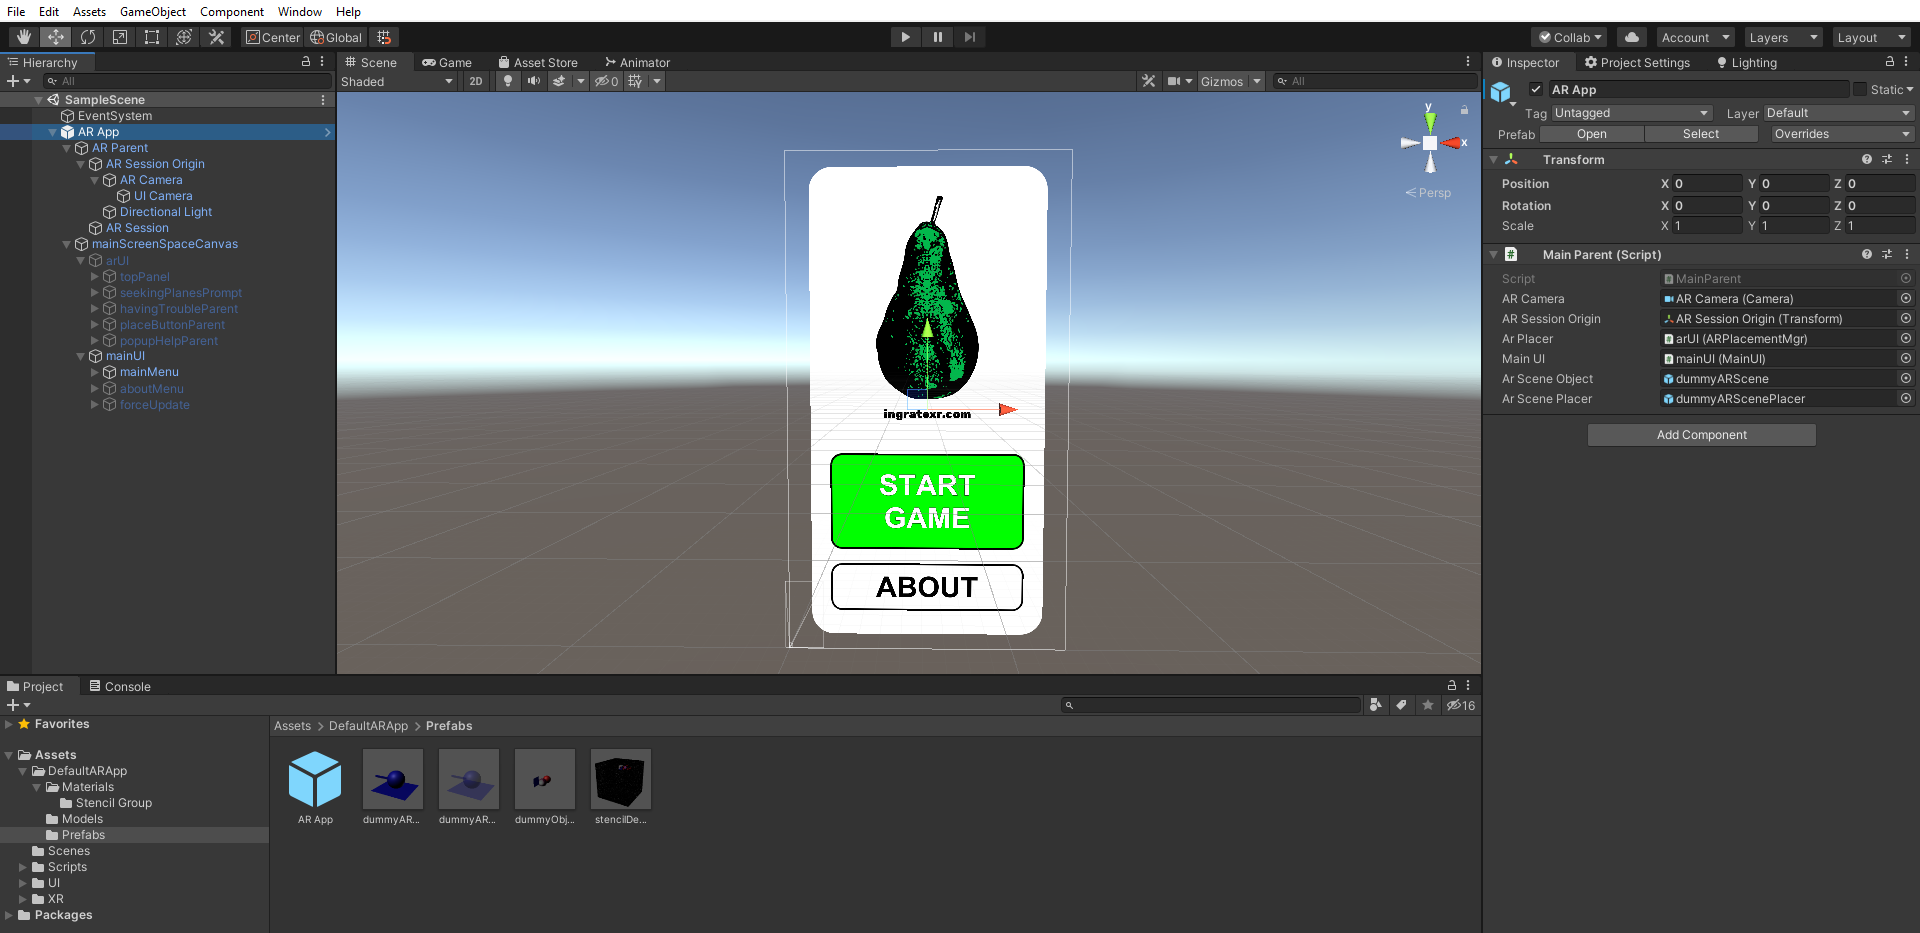 File Edit Assets GameObject Component Window Help
Center Global Collab Account Layers Layout
Hierarchy
All
SampleScene
EventSystem
AR App
AR Parent
AR Session Origin
AR Camera
UI Camera
Directional Light
AR Session
mainScreenSpaceCanvas
arUI
topPanel
seekingPlanesPrompt
havingTroubleParent
placeButtonParent
popupHelpParent
mainUI
mainMenu
aboutMenu
forceUpdate
Scene Game Asset Store Animator
Shaded 2D 0 Gizmos All
y
x
Persp
ingratexr.com
START
GAME
ABOUT
Inspector Project Settings Lighting
AR App Static
Tag Untagged Layer Default
Prefab Open Select Overrides
Transform
Position X 0 Y 0 Z 0
Rotation X 0 Y 0 Z 0
Scale X 1 Y 1 Z 1
# Main Parent (Script)
Script MainParent
AR Camera AR Camera (Camera)
AR Session Origin AR Session Origin (Transform)
Ar Placer arUI (ARPlacementMgr)
Main UI mainUI (MainUI)
Ar Scene Object dummyARScene
Ar Scene Placer dummyARScenePlacer
Add Component
Project Console
16
Favorites
Assets
DefaultARApp
Materials
Stencil Group
Models
Prefabs
Scenes
Scripts
UI
XR
Packages
Assets > DefaultARApp > Prefabs
AR App dummyAR... dummyAR... dummyObj... stencilDe...